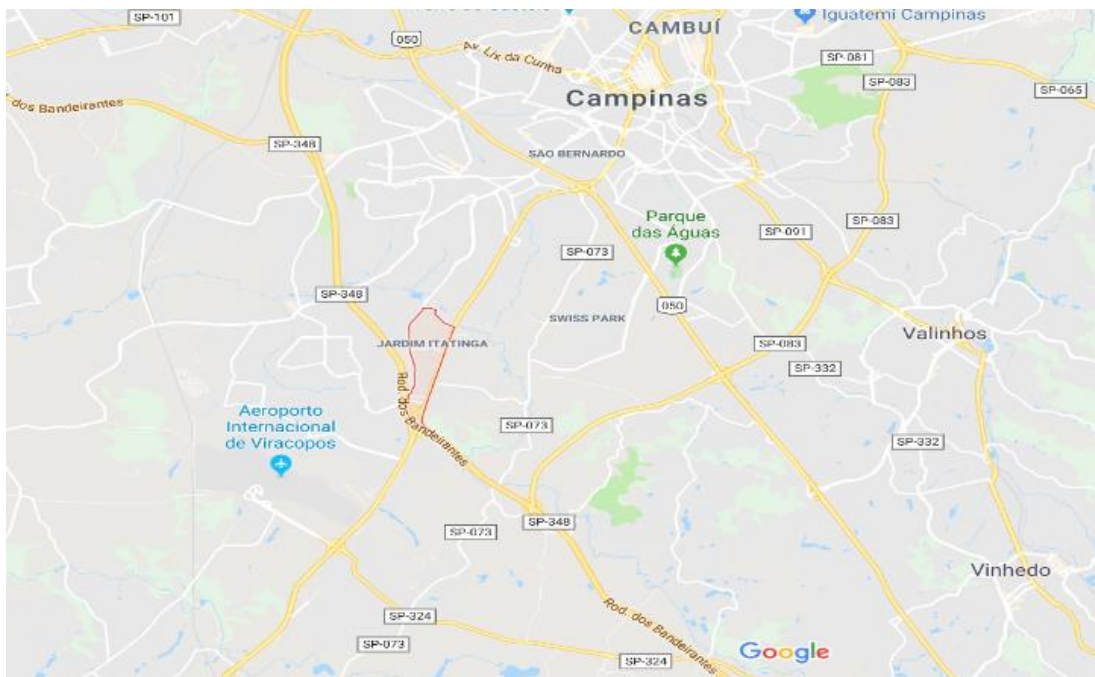 SP-101
050
CAMBUÍ
Iguatemi Campinas
Av. Lix da Cunha
SP-081
SP-083
SP-065
dos Bandeirantes
Campinas
SP-348
SÃO BERNARDO
Parque
das Águas
SP-083
SP-091
SP-073
SP-348
050
SWISS PARK
JARDIM ITATINGA
Valinhos
SP-083
SP-332
Rod. dos Bandeirantes
Aeroporto
Internacional
de Viracopos
SP-073
SP-332
SP-348
SP-073
Vinhedo
SP-324
Rod. dos Bandeirantes
SP-073
Google
SP-324